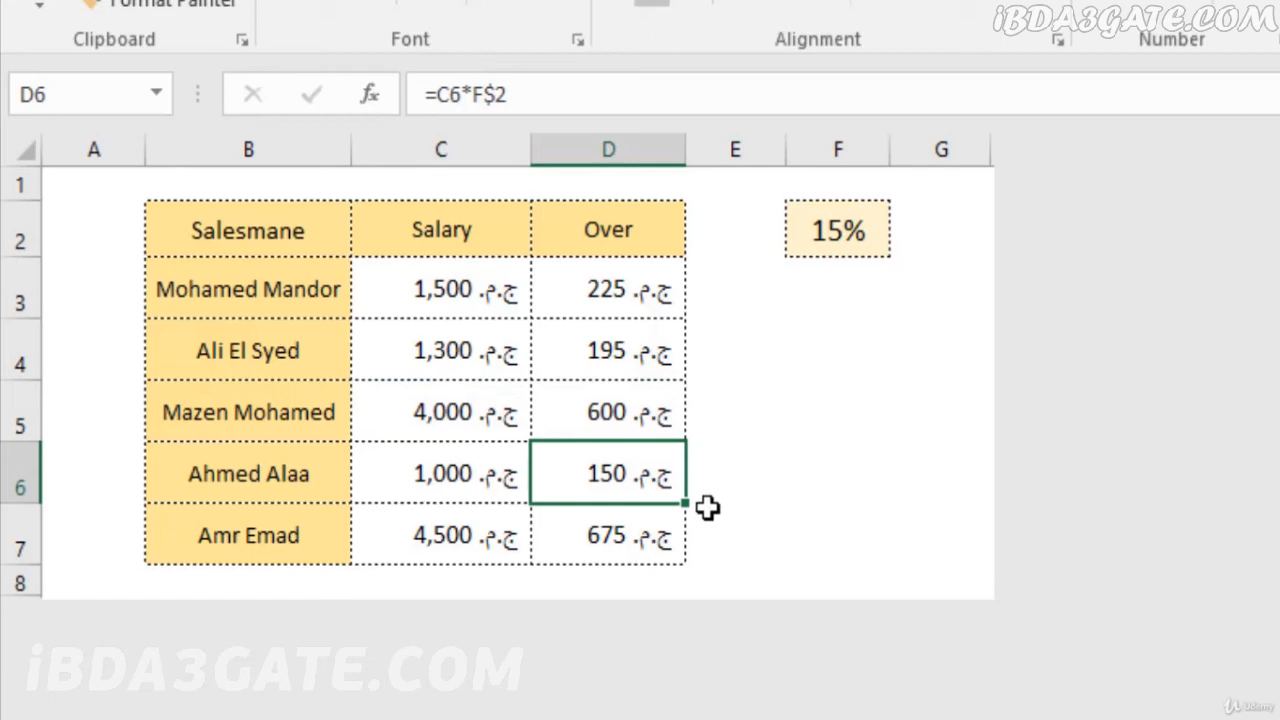 Format Painter
iBDA3GATE.COM
Clipboard Font Alignment Number
D6 fx =C6*F$2
A B C D E F G
1
2 Salesmane Salary Over 15%
3 Mohamed Mandor 1,500 ج.م. 225 ج.م.
4 Ali El Syed 1,300 ج.م. 195 ج.م.
5 Mazen Mohamed 4,000 ج.م. 600 ج.م.
6 Ahmed Alaa 1,000 ج.م. 150 ج.م.
7 Amr Emad 4,500 ج.م. 675 ج.م.
8
iBDA3GATE.COM
Udemy